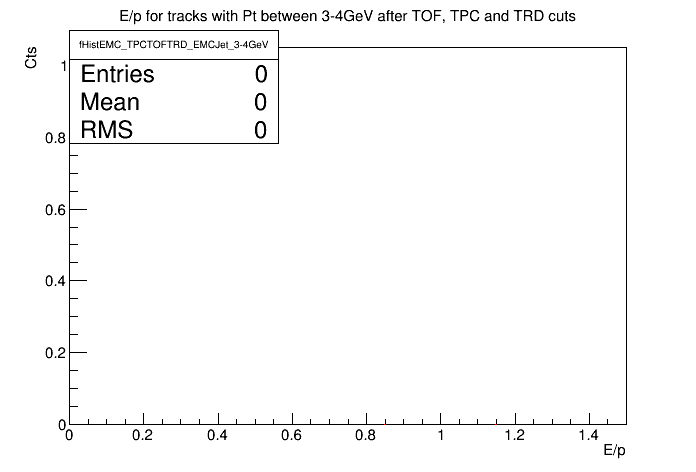 E/p for tracks with Pt between 3-4GeV after TOF, TPC and TRD cuts
fHistEMC_TPCTOFTRD_EMCJet_3-4GeV
Entries 0
Mean 0
RMS 0
Cts
1
0.8
0.6
0.4
0.2
0
0 0.2 0.4 0.6 0.8 1 1.2 1.4
E/p